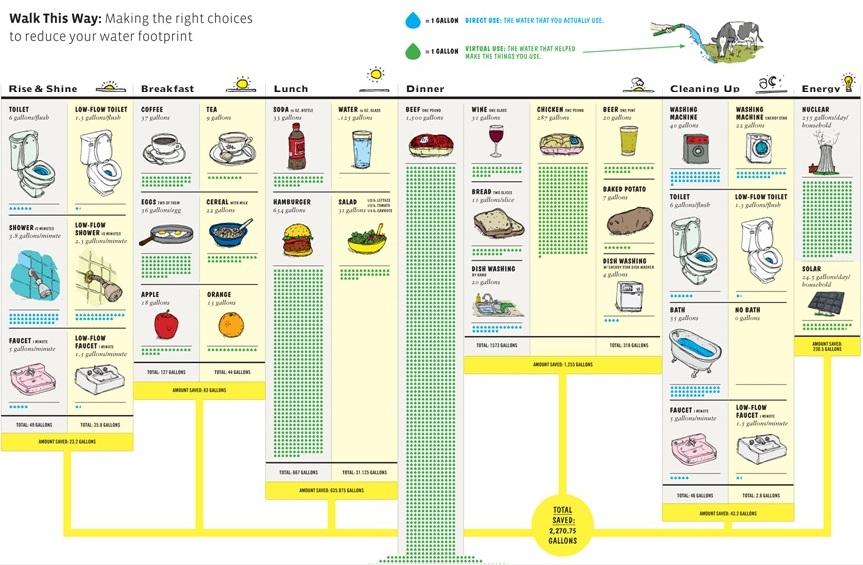 Walk This Way: Making the right choices
to reduce your water footprint
= 1 GALLON DIRECT USE: THE WATER THAT YOU ACTUALLY USE.
= 1 GALLON VIRTUAL USE: THE WATER THAT HELPED
MAKE THE THINGS YOU USE.
Rise & Shine
TOILET
6 gallons/flush
LOW-FLOW TOILET
1.3 gallons/flush
SHOWER 10 MINUTES
3.8 gallons/minute
LOW-FLOW
SHOWER 10 MINUTES
2.3 gallons/minute
FAUCET 1 MINUTE
5 gallons/minute
LOW-FLOW
FAUCET 1 MINUTE
1.5 gallons/minute
TOTAL: 49 GALLONS
TOTAL: 25.8 GALLONS
AMOUNT SAVED: 23.2 GALLONS
Breakfast
COFFEE
37 gallons
TEA
9 gallons
EGGS TWO OF THEM
36 gallons/egg
CEREAL WITH MILK
22 gallons
APPLE
18 gallons
ORANGE
13 gallons
TOTAL: 127 GALLONS
TOTAL: 44 GALLONS
AMOUNT SAVED: 83 GALLONS
Lunch
SODA OZ. BOTTLE
33 gallons
WATER OZ. GLASS
.125 gallons
HAMBURGER
634 gallons
SALAD
31 gallons
LETTUCE
TOMATO
CARROTS
TOTAL: 667 GALLONS
TOTAL: 31.125 GALLONS
AMOUNT SAVED: 635.875 GALLONS
Dinner
BEEF ONE POUND
1,500 gallons
WINE ONE GLASS
31 gallons
CHICKEN ONE POUND
287 gallons
BEER ONE PINT
20 gallons
BREAD TWO SLICES
11 gallons/slice
BAKED POTATO
7 gallons
DISH WASHING
BY HAND
20 gallons
DISH WASHING
W/ ENERGY STAR DISH WASHER
4 gallons
TOTAL: 1573 GALLONS
TOTAL: 318 GALLONS
AMOUNT SAVED: 1,255 GALLONS
Cleaning Up
WASHING
MACHINE
40 gallons
WASHING
MACHINE ENERGY STAR
22 gallons
TOILET
6 gallons/flush
LOW-FLOW TOILET
1.3 gallons/flush
BATH
35 gallons
NO BATH
0 gallons
FAUCET 1 MINUTE
5 gallons/minute
LOW-FLOW
FAUCET 1 MINUTE
1.5 gallons/minute
TOTAL: 46 GALLONS
TOTAL: 2.8 GALLONS
AMOUNT SAVED: 43.2 GALLONS
Energy
NUCLEAR
255 gallons/day/
household
SOLAR
24.5 gallons/day/
household
AMOUNT SAVED:
230.5 GALLONS
TOTAL
SAVED:
2,270.75
GALLONS